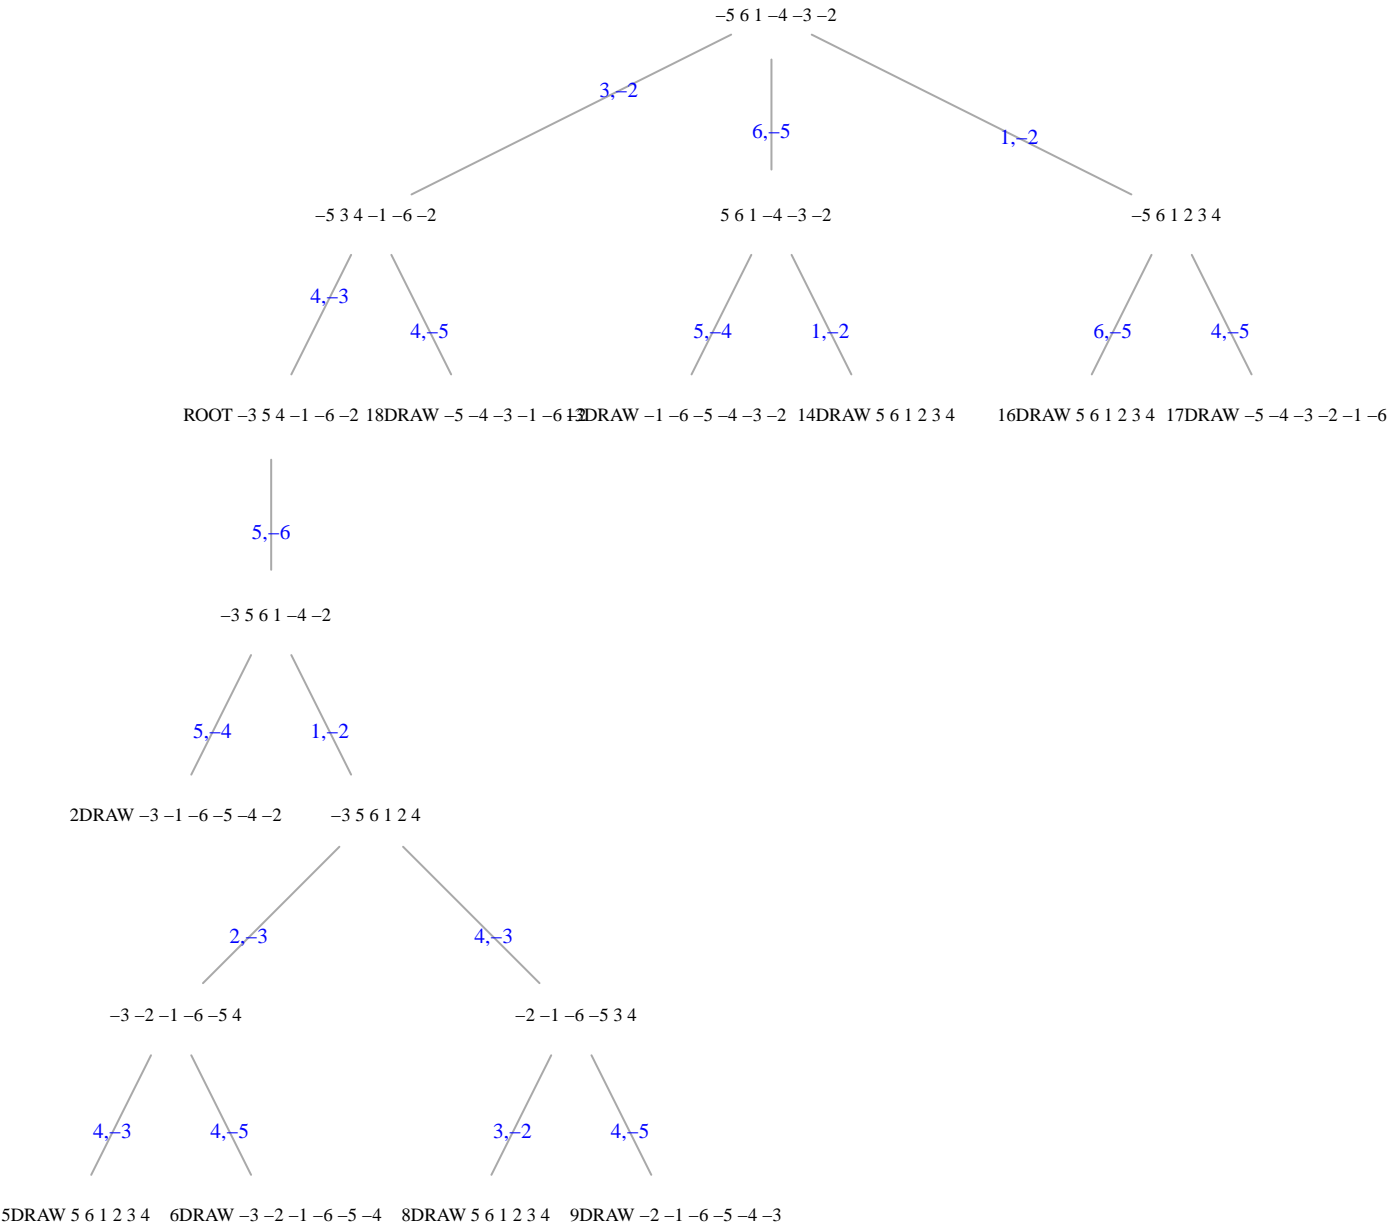 –5 6 1 –4 –3 –2
3,–2
6,–5
1,–2
–5 3 4 –1 –6 –2
5 6 1 –4 –3 –2
–5 6 1 2 3 4
4,–3
4,–5
5,–4
1,–2
6,–5
4,–5
ROOT –3 5 4 –1 –6 –2
18DRAW –5 –4 –3 –1 –6 –2
13DRAW –1 –6 –5 –4 –3 –2
14DRAW 5 6 1 2 3 4
16DRAW 5 6 1 2 3 4
17DRAW –5 –4 –3 –2 –1 –6
5,–6
–3 5 6 1 –4 –2
5,–4
1,–2
2DRAW –3 –1 –6 –5 –4 –2
–3 5 6 1 2 4
2,–3
4,–3
–3 –2 –1 –6 –5 4
–2 –1 –6 –5 3 4
4,–3
4,–5
3,–2
4,–5
5DRAW 5 6 1 2 3 4
6DRAW –3 –2 –1 –6 –5 –4
8DRAW 5 6 1 2 3 4
9DRAW –2 –1 –6 –5 –4 –3